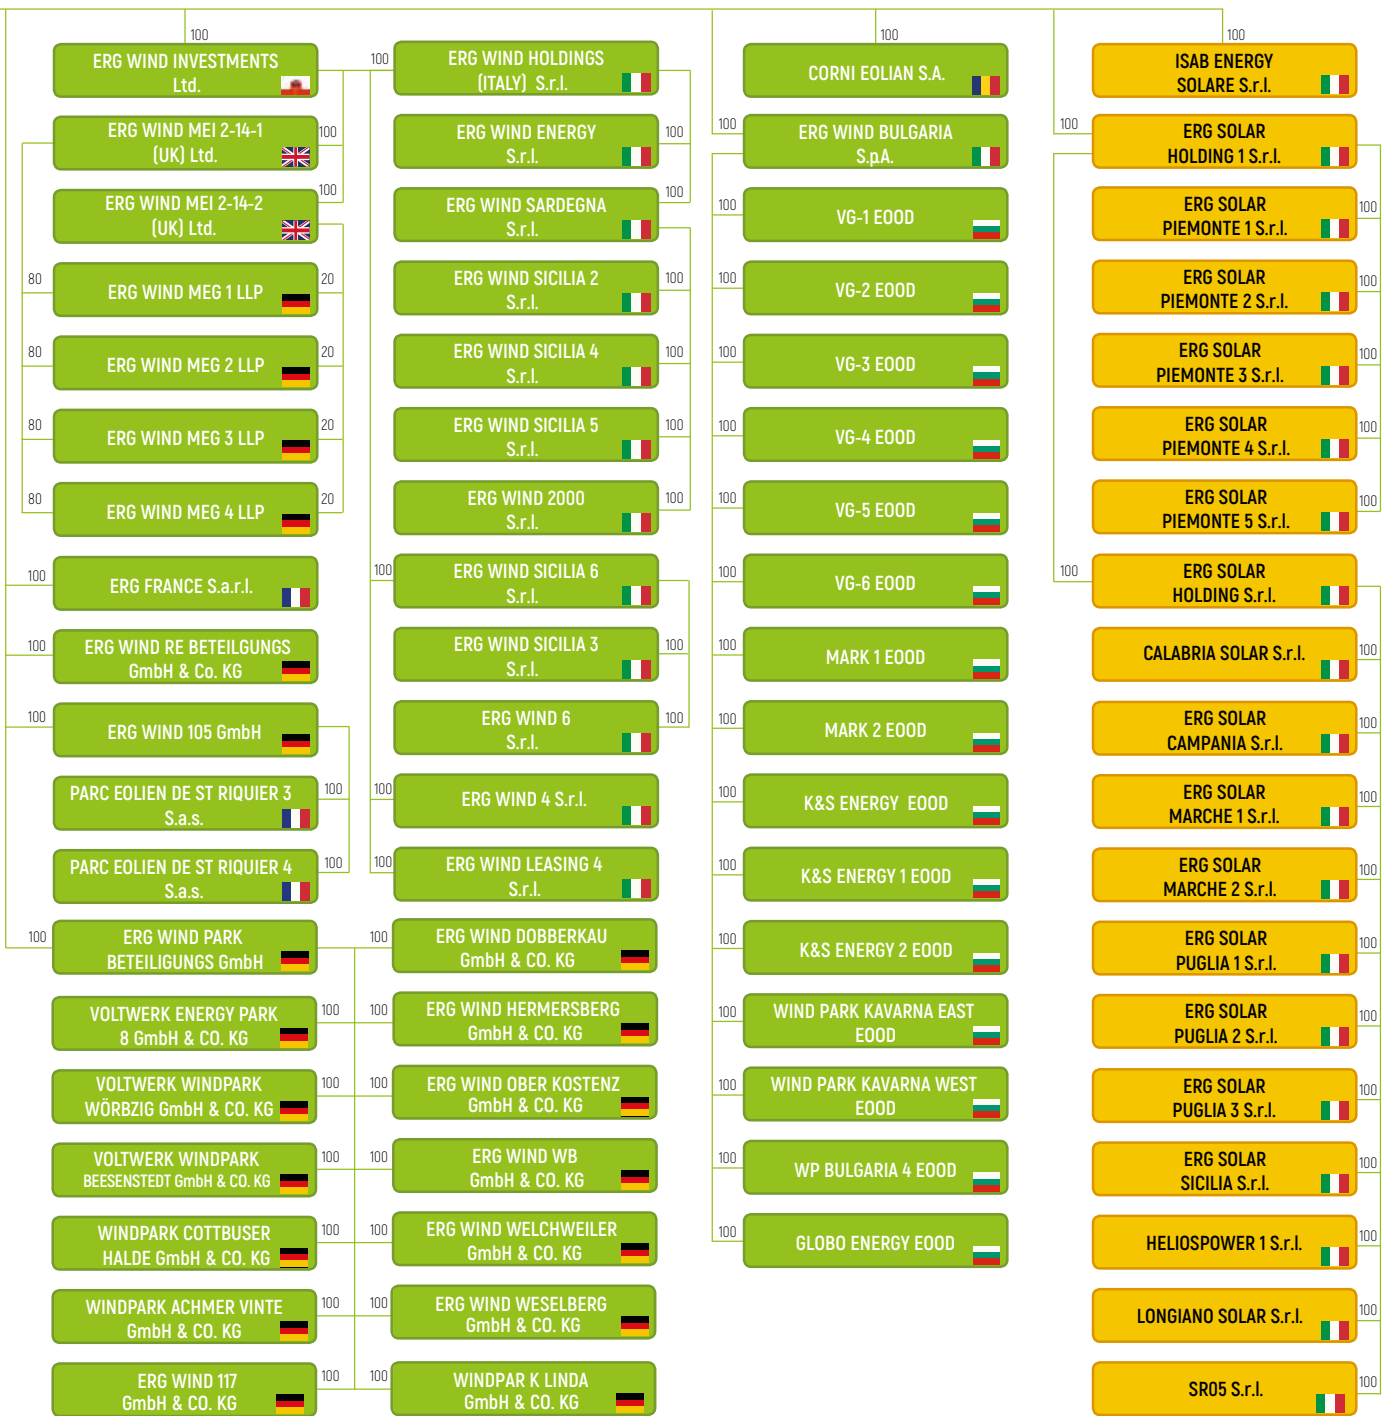 100
ERG WIND INVESTMENTS
Ltd.
ERG WIND MEI 2-14-1
(UK) Ltd.
100
ERG WIND MEI 2-14-2
(UK) Ltd.
100
80
ERG WIND MEG 1 LLP
20
80
ERG WIND MEG 2 LLP
20
80
ERG WIND MEG 3 LLP
20
80
ERG WIND MEG 4 LLP
20
100
ERG FRANCE S.a.r.l.
100
ERG WIND RE BETEILGUNGS
GmbH & Co. KG
100
ERG WIND 105 GmbH
PARC EOLIEN DE ST RIQUIER 3
S.a.s.
100
PARC EOLIEN DE ST RIQUIER 4
S.a.s.
100
100
ERG WIND PARK
BETEILIGUNGS GmbH
VOLTWERK ENERGY PARK
8 GmbH & CO. KG
100
VOLTWERK WINDPARK
WÖRBZIG GmbH & CO. KG
100
VOLTWERK WINDPARK
BEESENSTEDT GmbH & CO. KG
100
WINDPARK COTTBUSER
HALDE GmbH & CO. KG
100
WINDPARK ACHMER VINTE
GmbH & CO. KG
100
ERG WIND 117
GmbH & CO. KG
100
100
ERG WIND HOLDINGS
(ITALY) S.r.l.
ERG WIND ENERGY
S.r.l.
100
ERG WIND SARDEGNA
S.r.l.
100
ERG WIND SICILIA 2
S.r.l.
100
ERG WIND SICILIA 4
S.r.l.
100
ERG WIND SICILIA 5
S.r.l.
100
ERG WIND 2000
S.r.l.
100
100
ERG WIND SICILIA 6
S.r.l.
ERG WIND SICILIA 3
S.r.l.
100
ERG WIND 6
S.r.l.
100
100
ERG WIND 4 S.r.l.
100
ERG WIND LEASING 4
S.r.l.
100
ERG WIND DOBBERKAU
GmbH & CO. KG
100
ERG WIND HERMERSBERG
GmbH & CO. KG
100
ERG WIND OBER KOSTENZ
GmbH & CO. KG
100
ERG WIND WB
GmbH & CO. KG
100
ERG WIND WELCHWEILER
GmbH & CO. KG
100
ERG WIND WESELBERG
GmbH & CO. KG
100
WINDPAR K LINDA
GmbH & CO. KG
100
CORNI EOLIAN S.A.
100
ERG WIND BULGARIA
S.p.A.
100
VG-1 EOOD
100
VG-2 EOOD
100
VG-3 EOOD
100
VG-4 EOOD
100
VG-5 EOOD
100
VG-6 EOOD
100
MARK 1 EOOD
100
MARK 2 EOOD
100
K&S ENERGY EOOD
100
K&S ENERGY 1 EOOD
100
K&S ENERGY 2 EOOD
100
WIND PARK KAVARNA EAST
EOOD
100
WIND PARK KAVARNA WEST
EOOD
100
WP BULGARIA 4 EOOD
100
GLOBO ENERGY EOOD
100
ISAB ENERGY
SOLARE S.r.l.
100
ERG SOLAR
HOLDING 1 S.r.l.
ERG SOLAR
PIEMONTE 1 S.r.l.
100
ERG SOLAR
PIEMONTE 2 S.r.l.
100
ERG SOLAR
PIEMONTE 3 S.r.l.
100
ERG SOLAR
PIEMONTE 4 S.r.l.
100
ERG SOLAR
PIEMONTE 5 S.r.l.
100
100
ERG SOLAR
HOLDING S.r.l.
CALABRIA SOLAR S.r.l.
100
ERG SOLAR
CAMPANIA S.r.l.
100
ERG SOLAR
MARCHE 1 S.r.l.
100
ERG SOLAR
MARCHE 2 S.r.l.
100
ERG SOLAR
PUGLIA 1 S.r.l.
100
ERG SOLAR
PUGLIA 2 S.r.l.
100
ERG SOLAR
PUGLIA 3 S.r.l.
100
ERG SOLAR
SICILIA S.r.l.
100
HELIOSPOWER 1 S.r.l.
100
LONGIANO SOLAR S.r.l.
100
SR05 S.r.l.
100